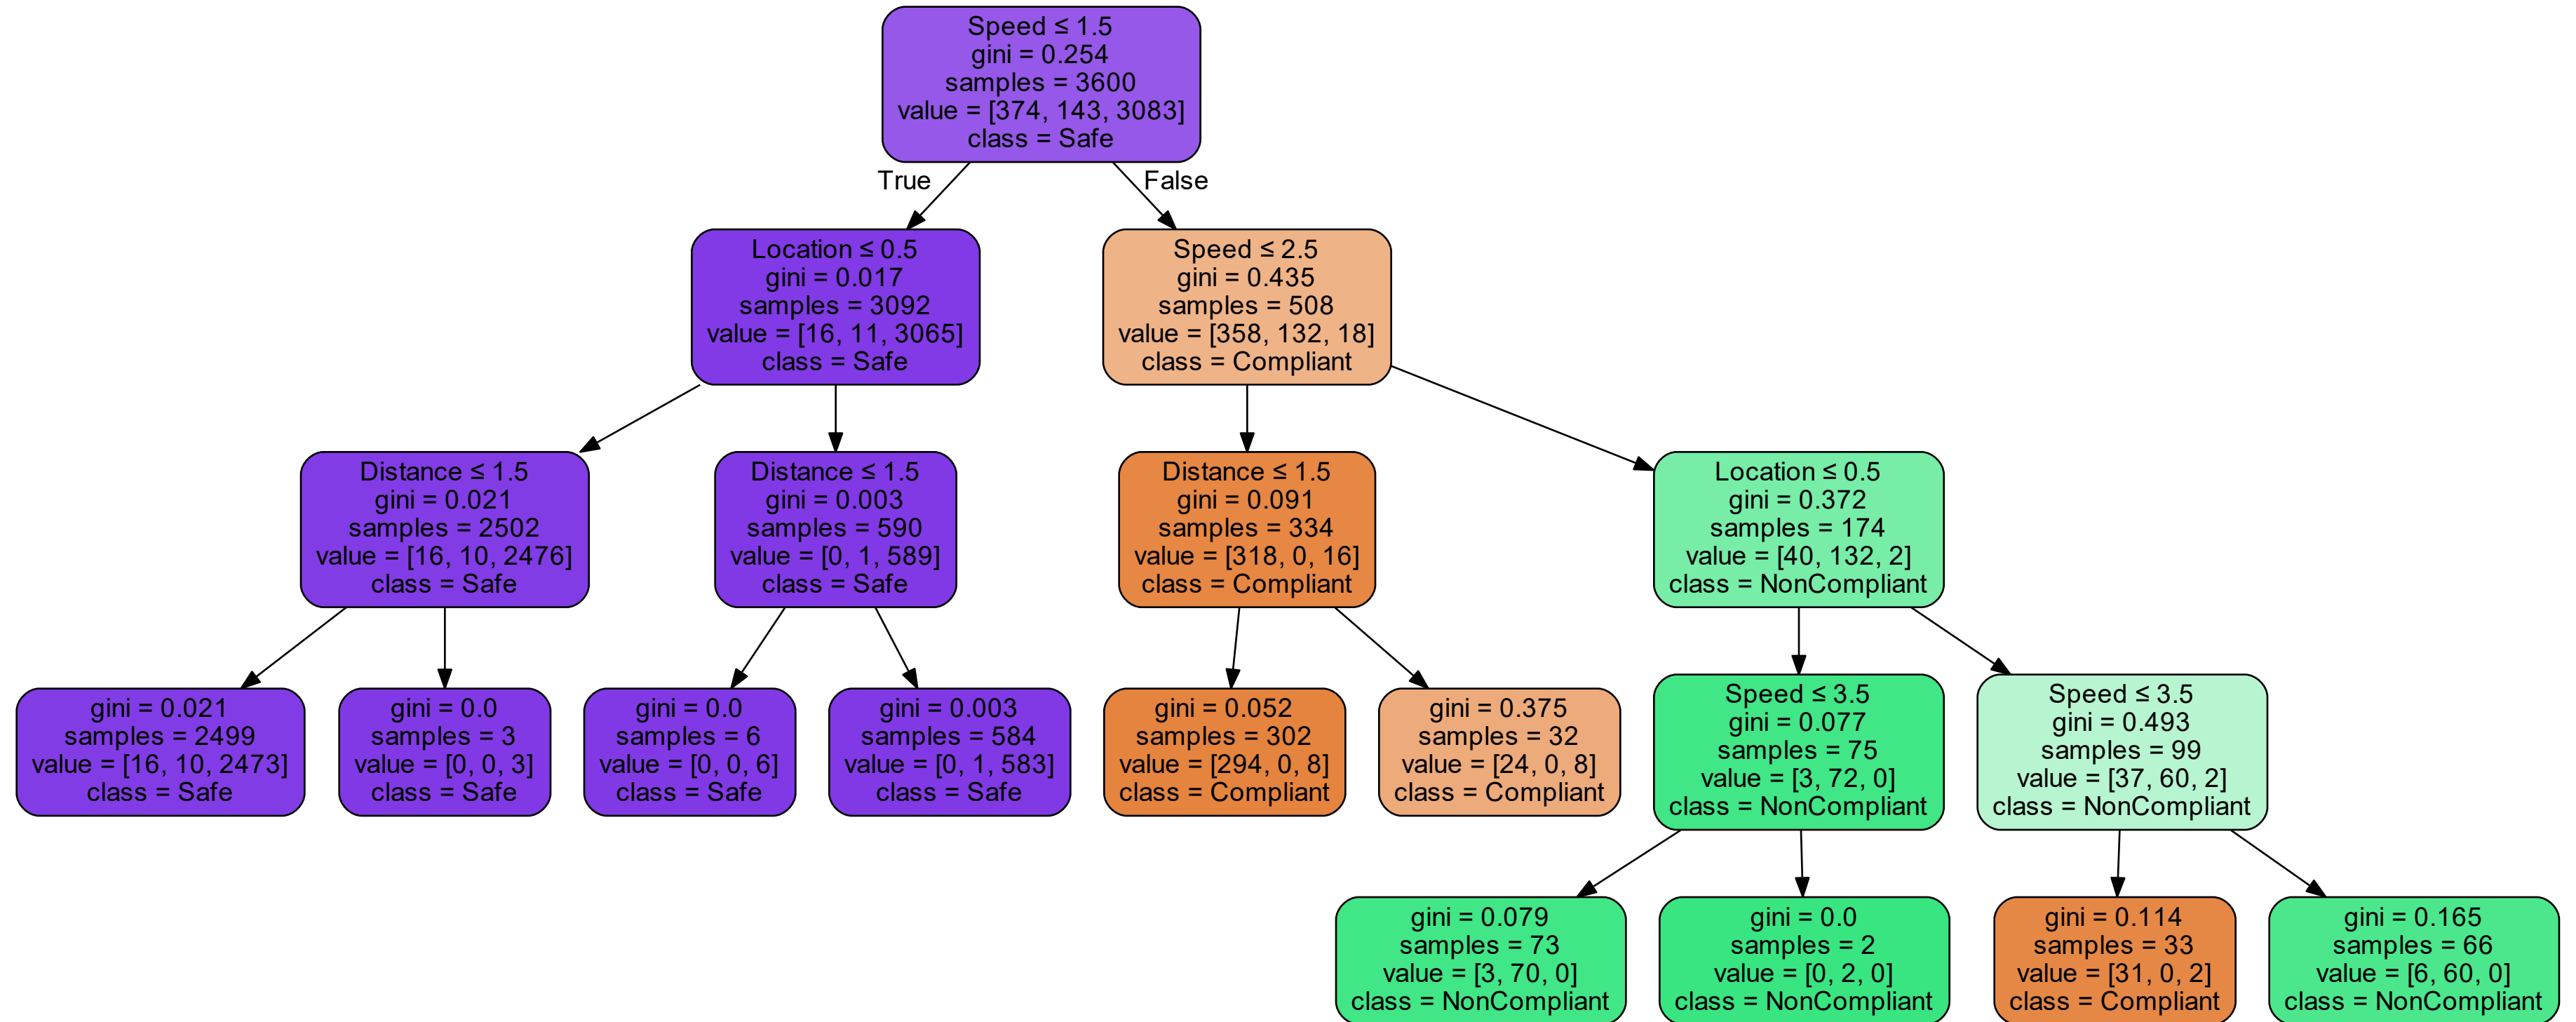 Speed ≤ 1.5
gini = 0.254
samples = 3600
value = [374, 143, 3083]
class = Safe
True
False
Location ≤ 0.5
gini = 0.017
samples = 3092
value = [16, 11, 3065]
class = Safe
Speed ≤ 2.5
gini = 0.435
samples = 508
value = [358, 132, 18]
class = Compliant
Distance ≤ 1.5
gini = 0.021
samples = 2502
value = [16, 10, 2476]
class = Safe
Distance ≤ 1.5
gini = 0.003
samples = 590
value = [0, 1, 589]
class = Safe
Distance ≤ 1.5
gini = 0.091
samples = 334
value = [318, 0, 16]
class = Compliant
Location ≤ 0.5
gini = 0.372
samples = 174
value = [40, 132, 2]
class = NonCompliant
gini = 0.021
samples = 2499
value = [16, 10, 2473]
class = Safe
gini = 0.0
samples = 3
value = [0, 0, 3]
class = Safe
gini = 0.0
samples = 6
value = [0, 0, 6]
class = Safe
gini = 0.003
samples = 584
value = [0, 1, 583]
class = Safe
gini = 0.052
samples = 302
value = [294, 0, 8]
class = Compliant
gini = 0.375
samples = 32
value = [24, 0, 8]
class = Compliant
Speed ≤ 3.5
gini = 0.077
samples = 75
value = [3, 72, 0]
class = NonCompliant
Speed ≤ 3.5
gini = 0.493
samples = 99
value = [37, 60, 2]
class = NonCompliant
gini = 0.079
samples = 73
value = [3, 70, 0]
class = NonCompliant
gini = 0.0
samples = 2
value = [0, 2, 0]
class = NonCompliant
gini = 0.114
samples = 33
value = [31, 0, 2]
class = Compliant
gini = 0.165
samples = 66
value = [6, 60, 0]
class = NonCompliant